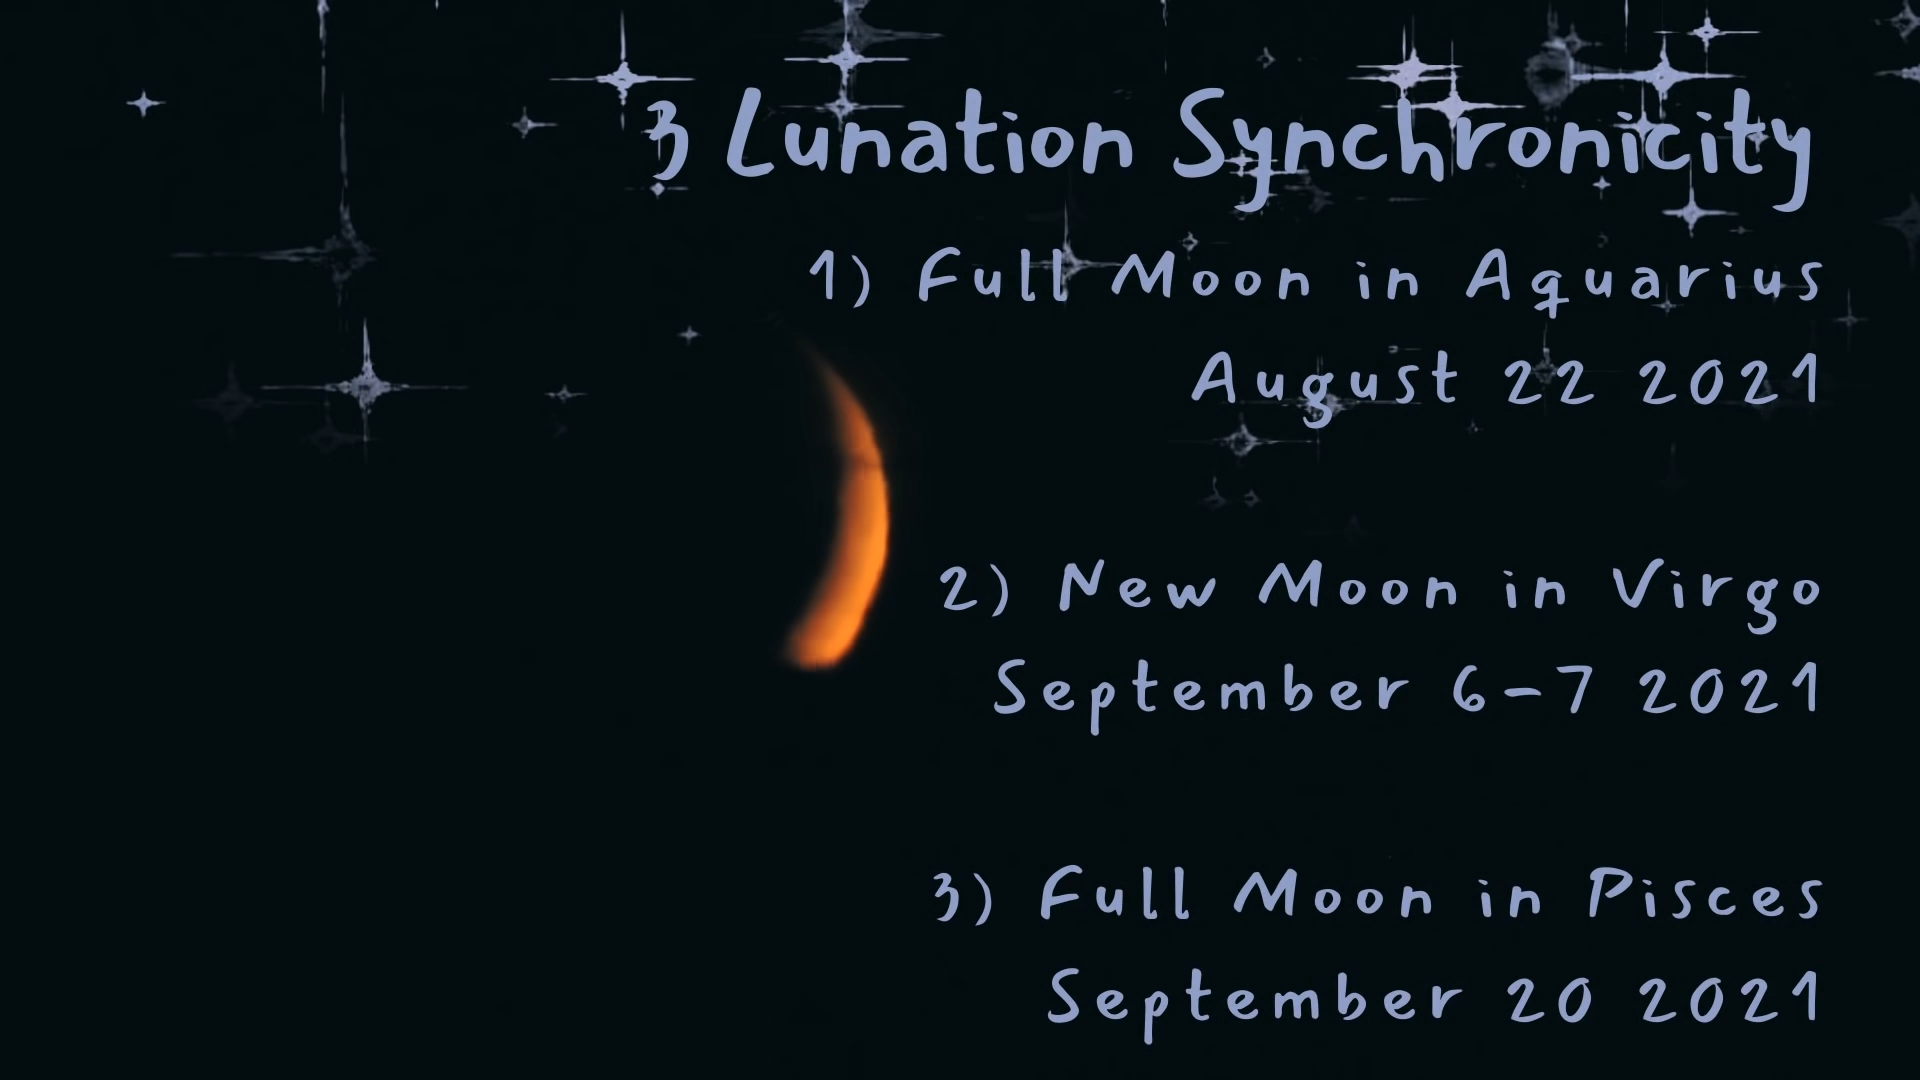 3 Lunation Synchronicity
1) Full Moon in Aquarius
August 22 2021
2) New Moon in Virgo
September 6-7 2021
3) Full Moon in Pisces
September 20 2021